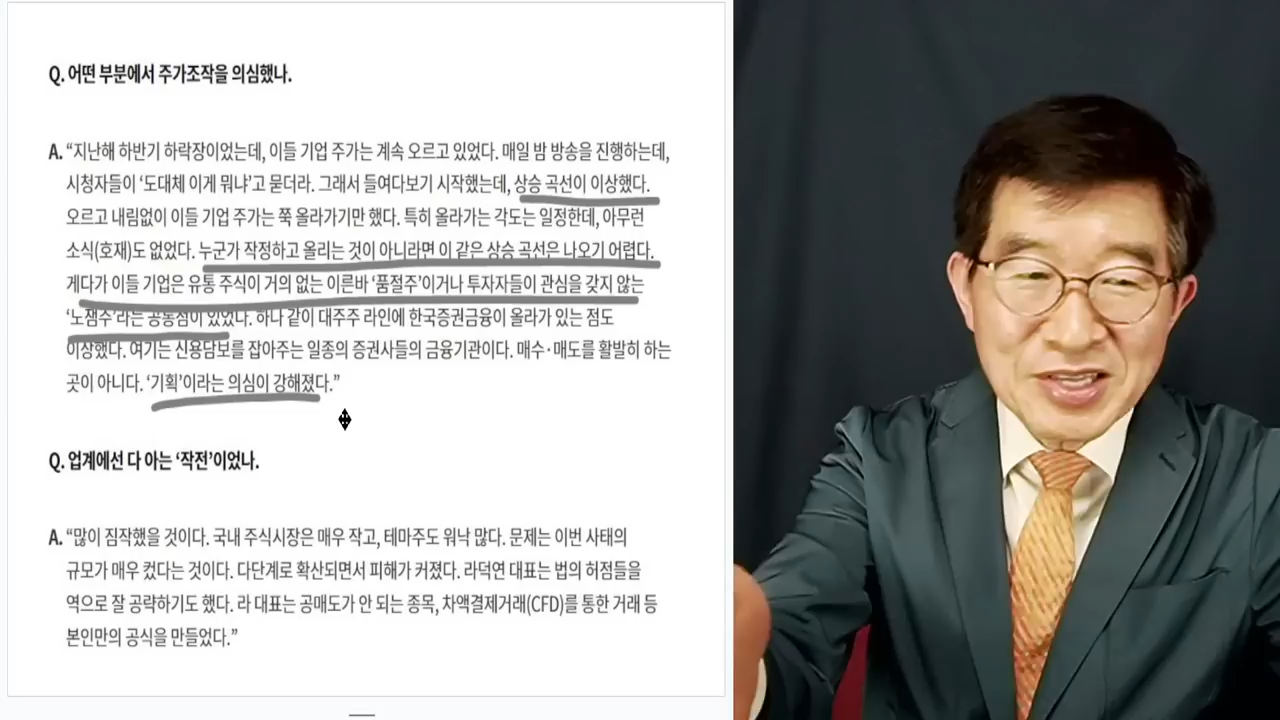 Q. 어떤 부분에서 주가조작을 의심했나.
A. “지난해 하반기 하락장이었는데, 이들 기업 주가는 계속 오르고 있었다. 매일 밤 방송을 진행하는데,
시청자들이 ‘도대체 이게 뭐냐’고 묻더라. 그래서 들여다보기 시작했는데, 상승 곡선이 이상했다.
오르고 내림없이 이들 기업 주가는 쭉 올라가기만 했다. 특히 올라가는 각도는 일정한데, 아무런
소식(호재)도 없었다. 누군가 작정하고 올리는 것이 아니라면 이 같은 상승 곡선은 나오기 어렵다.
게다가 이들 기업은 유통 주식이 거의 없는 이른바 ‘품절주’이거나 투자자들이 관심을 갖지 않는
‘노잼주’라는 공통점이 있었다. 하나 같이 대주주 라인에 한국증권금융이 올라가 있는 점도
이상했다. 여기는 신용담보를 잡아주는 일종의 증권사들의 금융기관이다. 매수·매도를 활발히 하는
곳이 아니다. ‘기획’이라는 의심이 강해졌다.”
Q. 업계에선 다 아는 ‘작전’이었나.
A. “많이 짐작했을 것이다. 국내 주식시장은 매우 작고, 테마주도 워낙 많다. 문제는 이번 사태의
규모가 매우 컸다는 것이다. 다단계로 확산되면서 피해가 커졌다. 라덕연 대표는 법의 허점들을
역으로 잘 공략하기도 했다. 라 대표는 공매도가 안 되는 종목, 차액결제거래(CFD)를 통한 거래 등
본인만의 공식을 만들었다.”